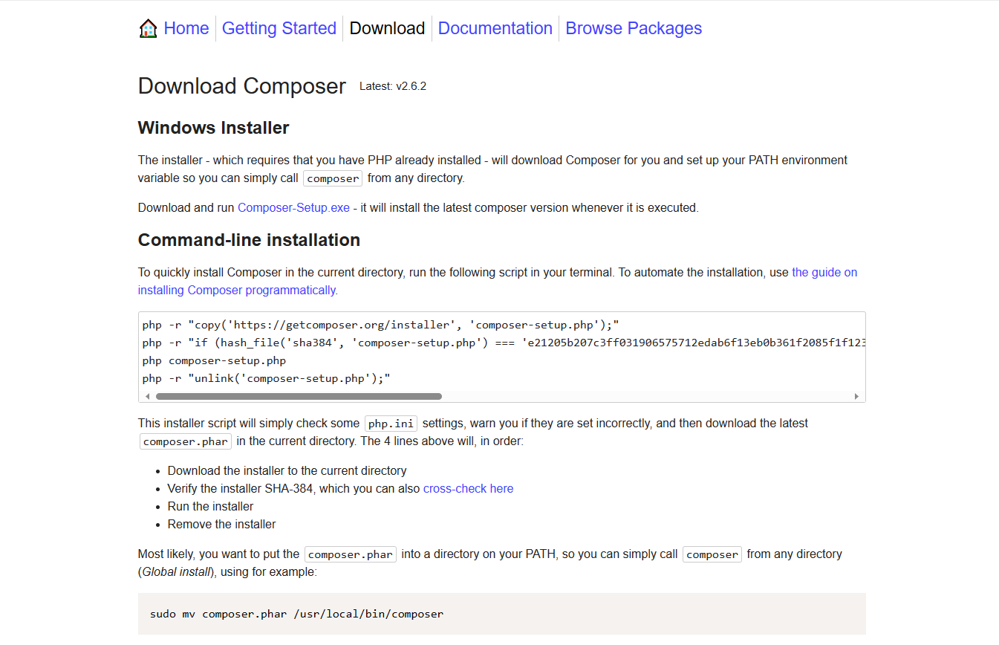 Home Getting Started Download Documentation Browse Packages
Download Composer Latest: v2.6.2
Windows Installer
The installer - which requires that you have PHP already installed - will download Composer for you and set up your PATH environment
variable so you can simply call composer from any directory.
Download and run Composer-Setup.exe - it will install the latest composer version whenever it is executed.
Command-line installation
To quickly install Composer in the current directory, run the following script in your terminal. To automate the installation, use the guide on
installing Composer programmatically.
php -r "copy('https://getcomposer.org/installer', 'composer-setup.php');"
php -r "if (hash_file('sha384', 'composer-setup.php') === 'e21205b207c3ff031906575712edab6f13eb0b361f2085f1f123
php composer-setup.php
php -r "unlink('composer-setup.php');"
This installer script will simply check some php.ini settings, warn you if they are set incorrectly, and then download the latest
composer.phar in the current directory. The 4 lines above will, in order:
• Download the installer to the current directory
• Verify the installer SHA-384, which you can also cross-check here
• Run the installer
• Remove the installer
Most likely, you want to put the composer.phar into a directory on your PATH, so you can simply call composer from any directory
(Global install), using for example:
sudo mv composer.phar /usr/local/bin/composer